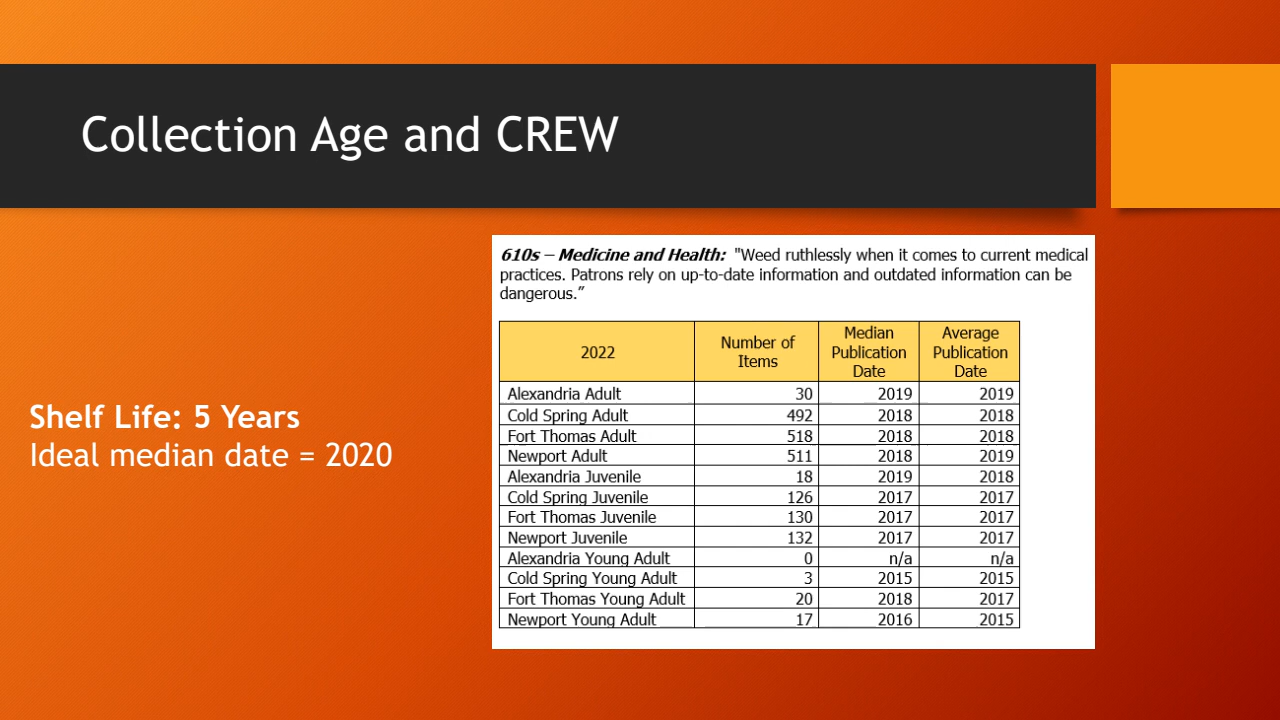 Collection Age and CREW
Shelf Life: 5 Years
Ideal median date = 2020
610s – Medicine and Health: "Weed ruthlessly when it comes to current medical
practices. Patrons rely on up-to-date information and outdated information can be
dangerous.”
2022 Number of Items Median Publication Date Average Publication Date
Alexandria Adult 30 2019 2019
Cold Spring Adult 492 2018 2018
Fort Thomas Adult 518 2018 2018
Newport Adult 511 2018 2019
Alexandria Juvenile 18 2019 2018
Cold Spring Juvenile 126 2017 2017
Fort Thomas Juvenile 130 2017 2017
Newport Juvenile 132 2017 2017
Alexandria Young Adult 0 n/a n/a
Cold Spring Young Adult 3 2015 2015
Fort Thomas Young Adult 20 2018 2017
Newport Young Adult 17 2016 2015